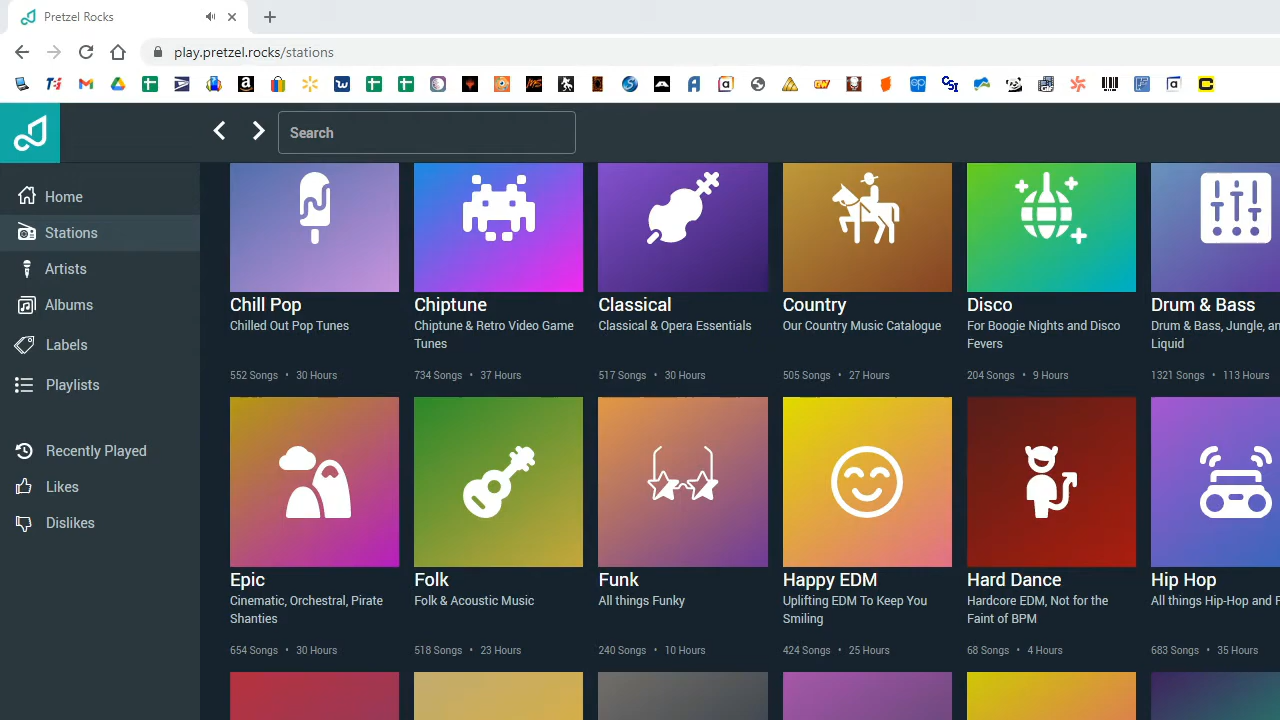 Pretzel Rocks
play.pretzel.rocks/stations
Search
Home
Stations
Artists
Albums
Labels
Playlists
Recently Played
Likes
Dislikes
Chill Pop
Chilled Out Pop Tunes
552 Songs • 30 Hours
Chiptune
Chiptune & Retro Video Game
Tunes
734 Songs • 37 Hours
Classical
Classical & Opera Essentials
517 Songs • 30 Hours
Country
Our Country Music Catalogue
505 Songs • 27 Hours
Disco
For Boogie Nights and Disco
Fevers
204 Songs • 9 Hours
Drum & Bass
Drum & Bass, Jungle, an
Liquid
1321 Songs • 113 Hours
Epic
Cinematic, Orchestral, Pirate
Shanties
654 Songs • 30 Hours
Folk
Folk & Acoustic Music
518 Songs • 23 Hours
Funk
All things Funky
240 Songs • 10 Hours
Happy EDM
Uplifting EDM To Keep You
Smiling
424 Songs • 25 Hours
Hard Dance
Hardcore EDM, Not for the
Faint of BPM
68 Songs • 4 Hours
Hip Hop
All things Hip-Hop and
683 Songs • 35 Hours